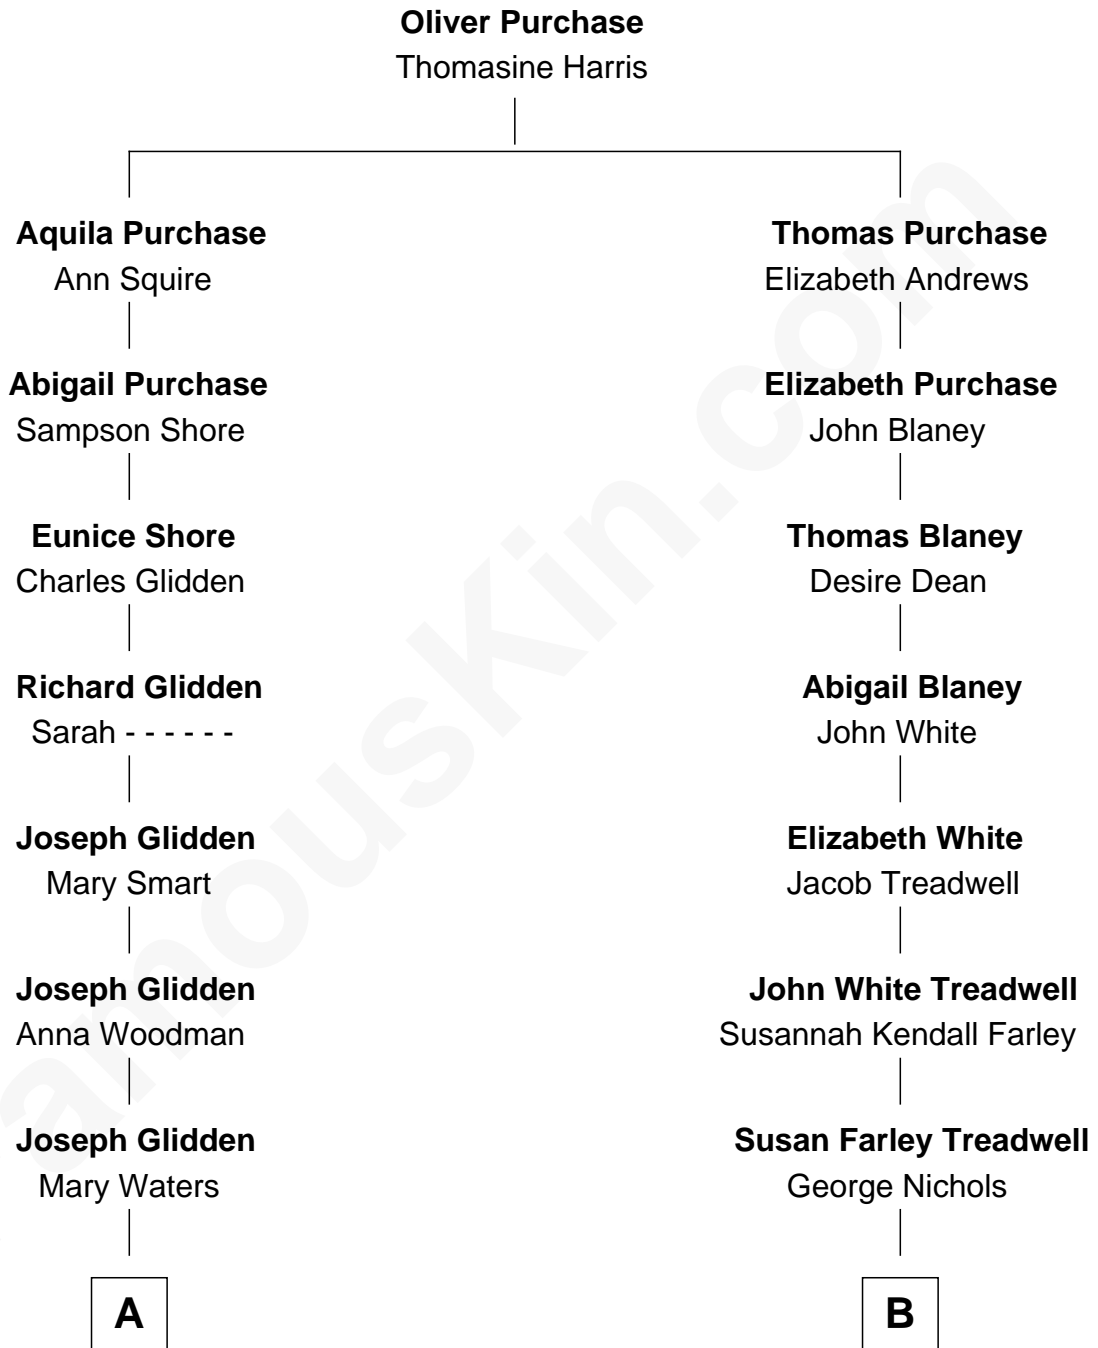 Oliver Purchase
Thomasine Harris
Aquila Purchase
Ann Squire
Thomas Purchase
Elizabeth Andrews
Abigail Purchase
Sampson Shore
Elizabeth Purchase
John Blaney
Eunice Shore
Charles Glidden
Thomas Blaney
Desire Dean
Richard Glidden
Sarah - - - - - -
Abigail Blaney
John White
Joseph Glidden
Mary Smart
Elizabeth White
Jacob Treadwell
Joseph Glidden
Anna Woodman
John White Treadwell
Susannah Kendall Farley
Joseph Glidden
Mary Waters
Susan Farley Treadwell
George Nichols
A
B
amouskin.com